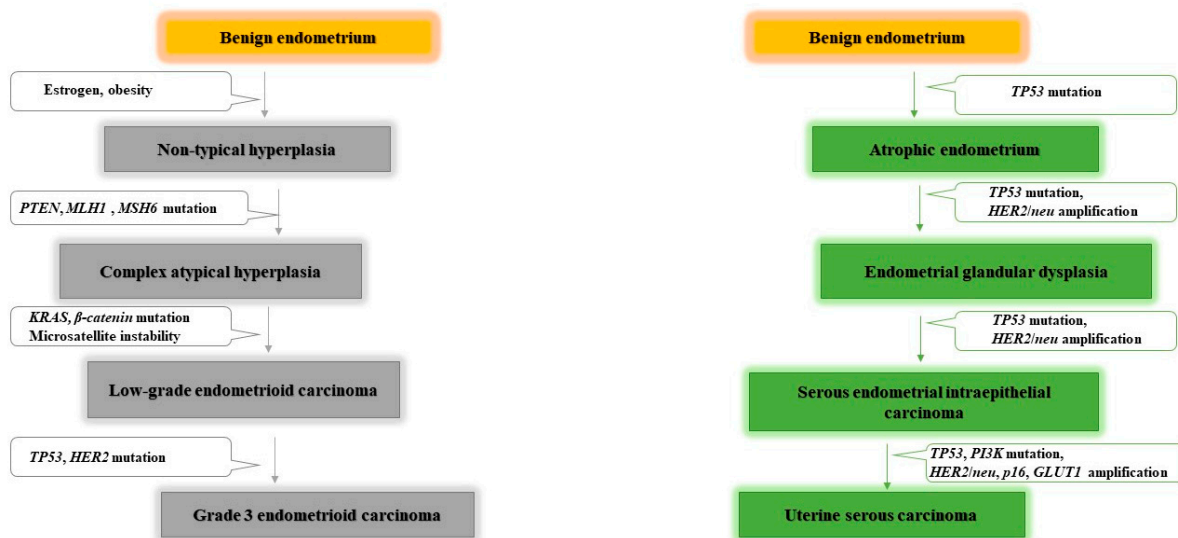 Benign endometrium
Estrogen, obesity
Non-typical hyperplasia
PTEN, MLH1 , MSH6 mutation
Complex atypical hyperplasia
KRAS, β-catenin mutation
Microsatellite instability
Low-grade endometrioid carcinoma
TP53, HER2 mutation
Grade 3 endometrioid carcinoma
Benign endometrium
TP53 mutation
Atrophic endometrium
TP53 mutation,
HER2/neu amplification
Endometrial glandular dysplasia
TP53 mutation,
HER2/neu amplification
Serous endometrial intraepithelial
carcinoma
TP53, PI3K mutation,
HER2/neu, p16, GLUT1 amplification
Uterine serous carcinoma